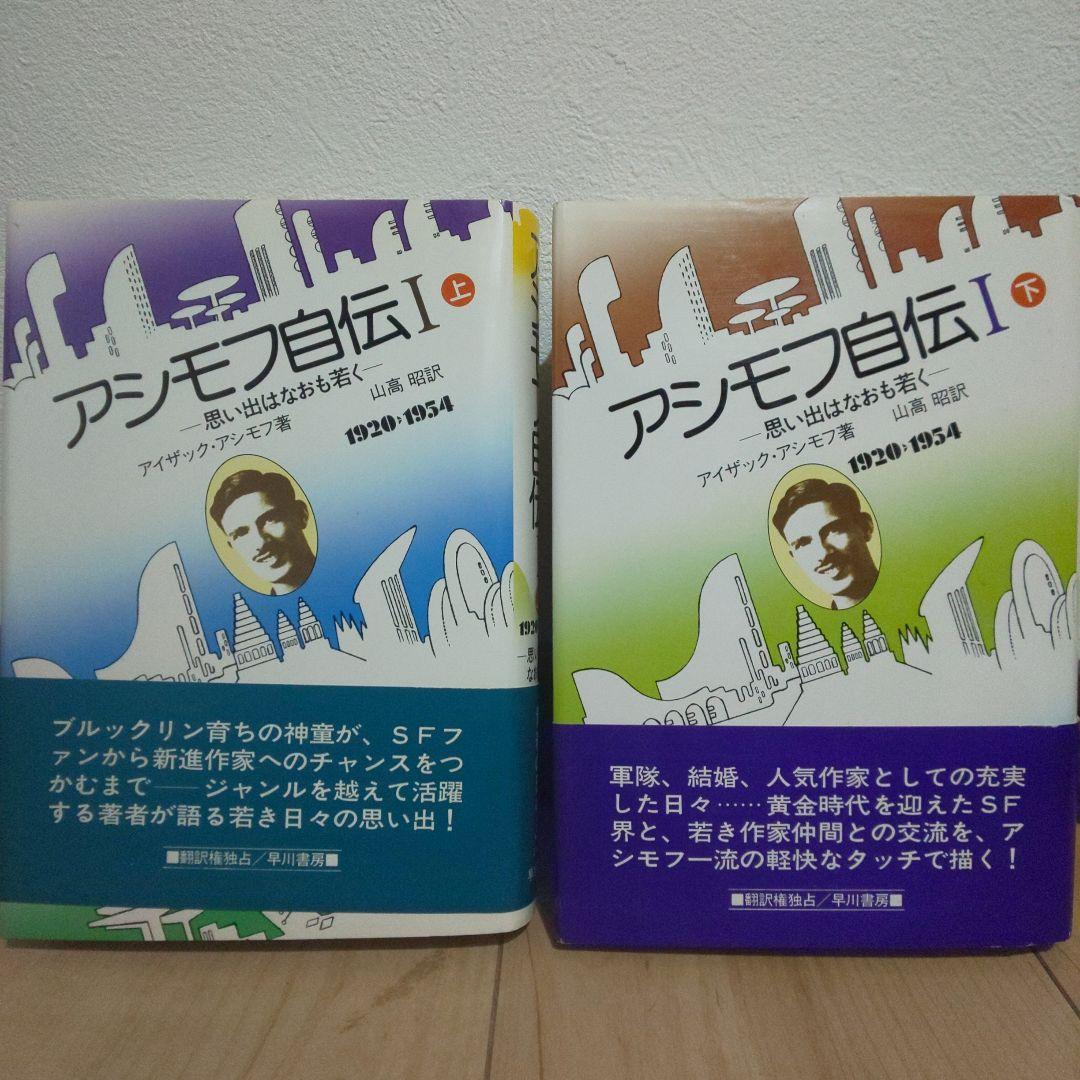 アシモフ自伝I 上
―思い出はなおも若く―
山高 昭訳
アイザック・アシモフ著
1920>1954
ブルックリン育ちの神童が、SFフ
ァンから新進作家へのチャンスをつ
かむまで――ジャンルを越えて活躍
する著者が語る若き日々の思い出!
■翻訳権独占/早川書房■
アシモフ自伝I 下
―思い出はなおも若く―
山高 昭訳
アイザック・アシモフ著
1920>1954
軍隊、結婚、人気作家としての充実
した日々……黄金時代を迎えたSF
界と、若き作家仲間との交流を、ア
シモフ一流の軽快なタッチで描く!
■翻訳権独占/早川書房■